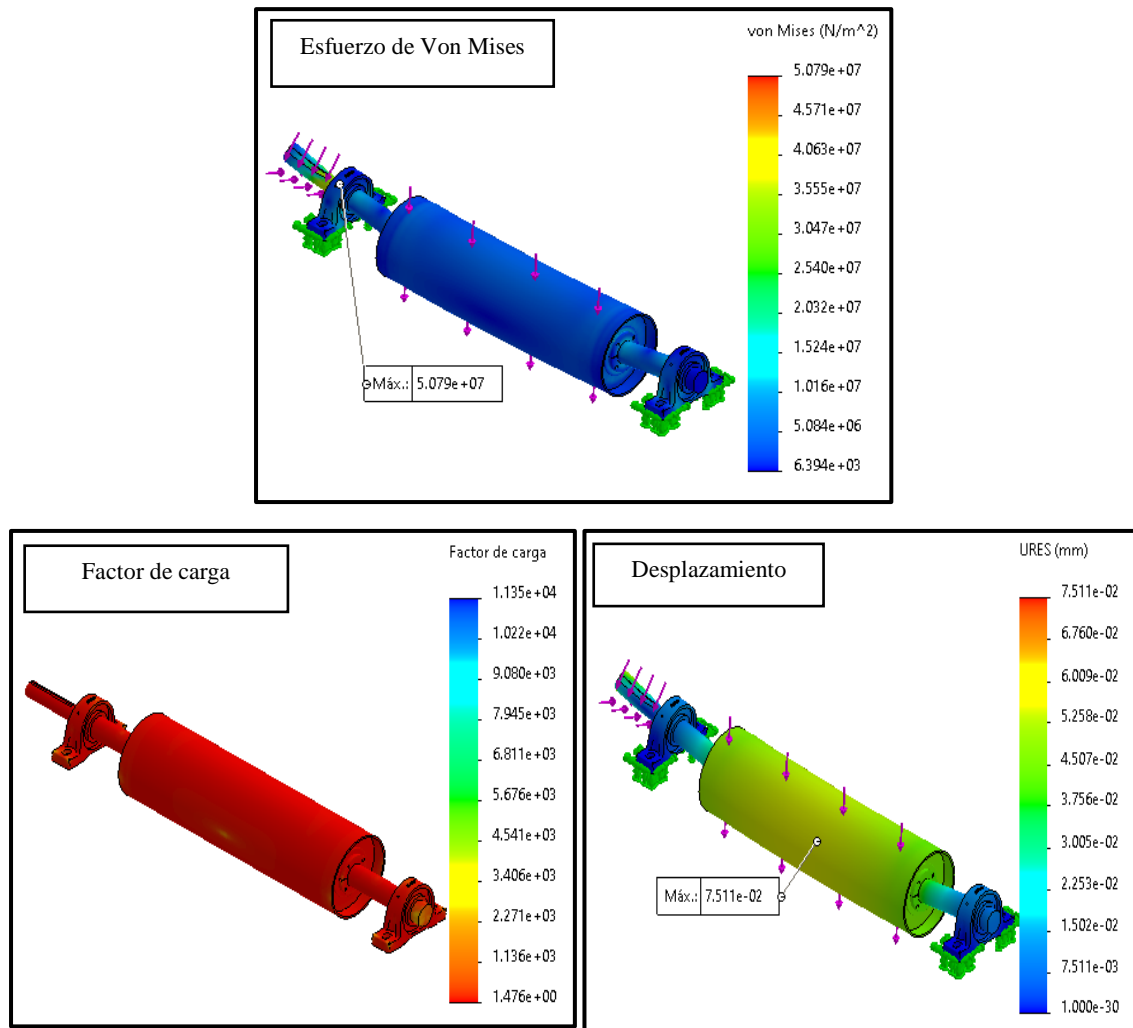 Esfuerzo de Von Mises
von Mises (N/m^2)
5.079e+07
4.571e+07
4.063e+07
3.555e+07
3.047e+07
2.540e+07
2.032e+07
1.524e+07
1.016e+07
5.084e+06
6.394e+03
Máx.: 5.079e+07
Factor de carga
Factor de carga
1.135e+04
1.022e+04
9.080e+03
7.945e+03
6.811e+03
5.676e+03
4.541e+03
3.406e+03
2.271e+03
1.136e+03
1.476e+00
Desplazamiento
URES (mm)
7.511e-02
6.760e-02
6.009e-02
5.258e-02
4.507e-02
3.756e-02
3.005e-02
2.253e-02
1.502e-02
7.511e-03
1.000e-30
Máx.: 7.511e-02